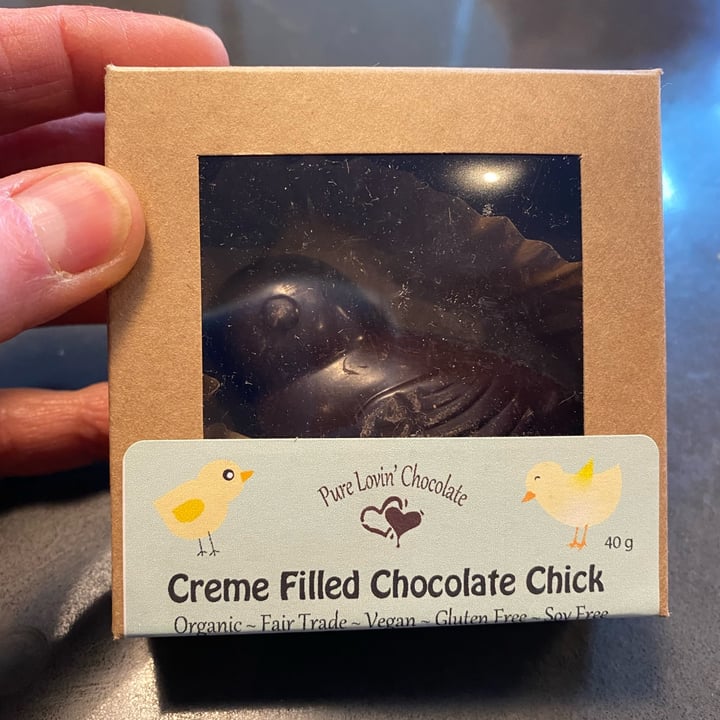 Pure Lovin' Chocolate
40 g
Creme Filled Chocolate Chick
Organic ~ Fair Trade ~ Vegan ~ Gluten Free ~ Soy Free